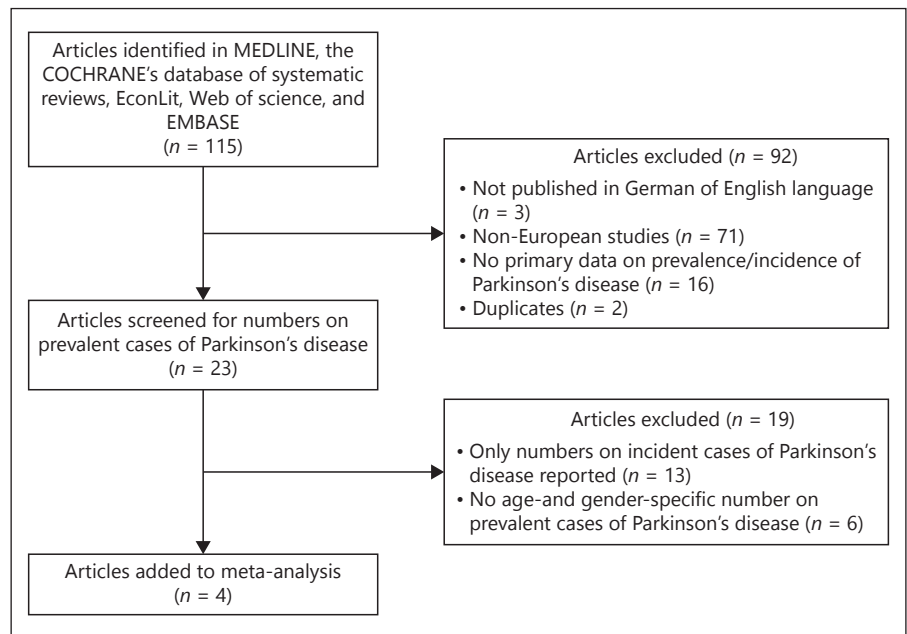 Articles identified in MEDLINE, the
COCHRANE's database of systematic
reviews, EconLit, Web of science, and
EMBASE
(n = 115)
Articles excluded (n = 92)
• Not published in German of English language
(n = 3)
• Non-European studies (n = 71)
• No primary data on prevalence/incidence of
Parkinson's disease (n = 16)
• Duplicates (n = 2)
Articles screened for numbers on
prevalent cases of Parkinson's disease
(n = 23)
Articles excluded (n = 19)
• Only numbers on incident cases of Parkinson's
disease reported (n = 13)
• No age-and gender-specific number on
prevalent cases of Parkinson's disease (n = 6)
Articles added to meta-analysis
(n = 4)